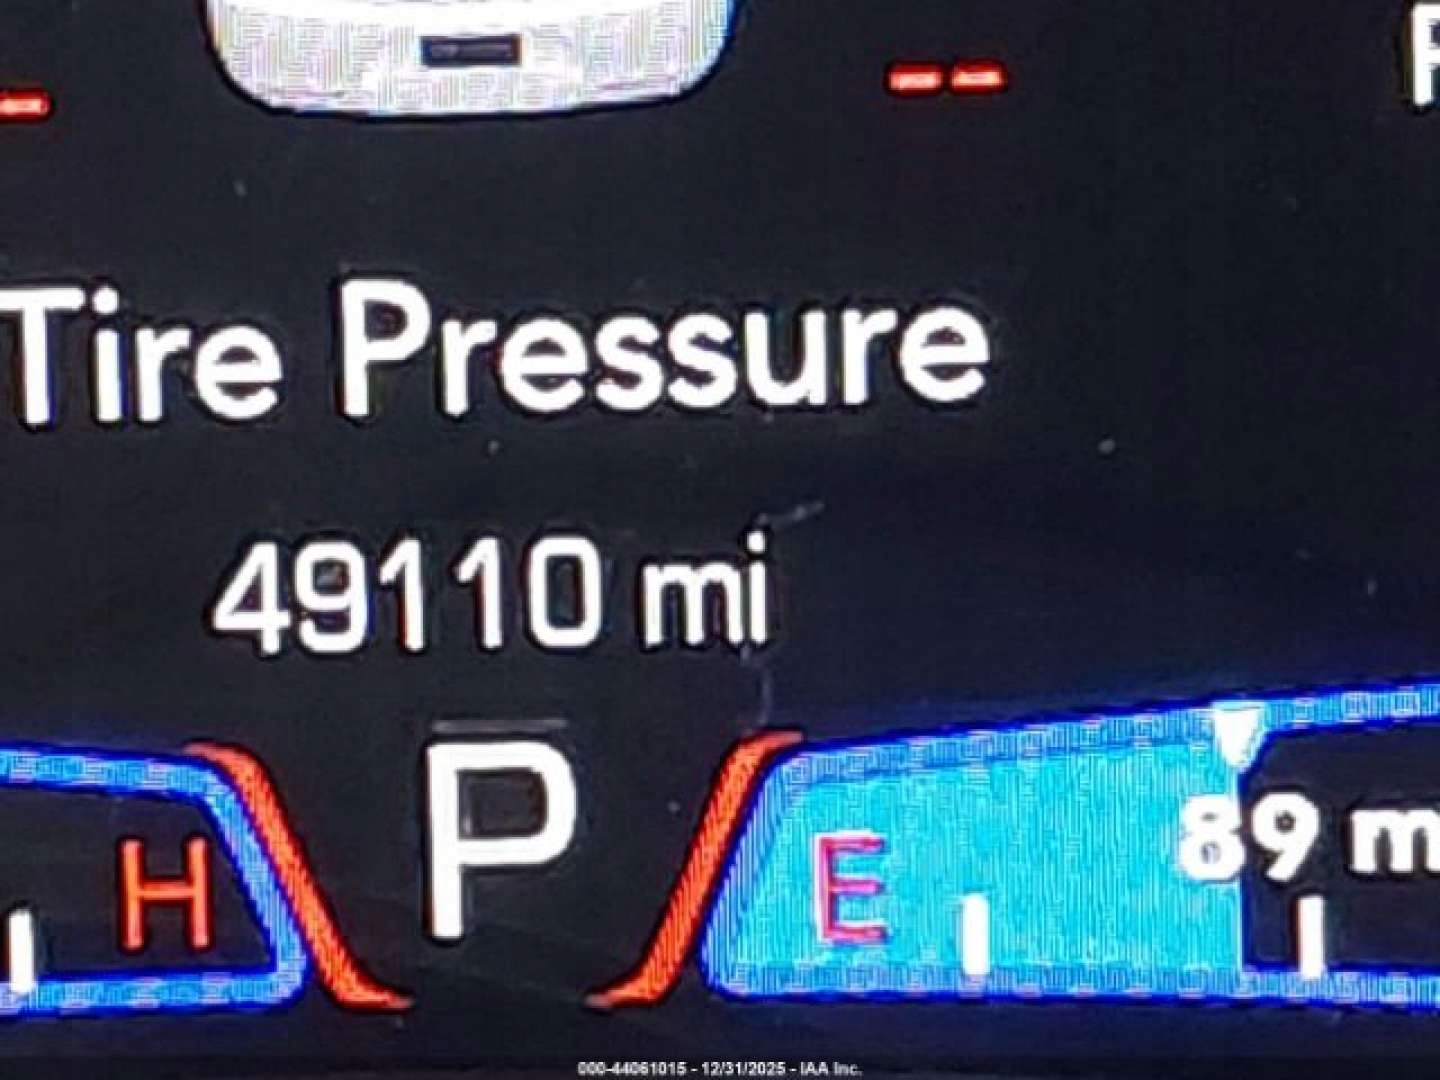 -- --
P
Tire Pressure
49110 mi
H P E 89 m
000-44061015 - 12/31/2025 - IAA Inc.